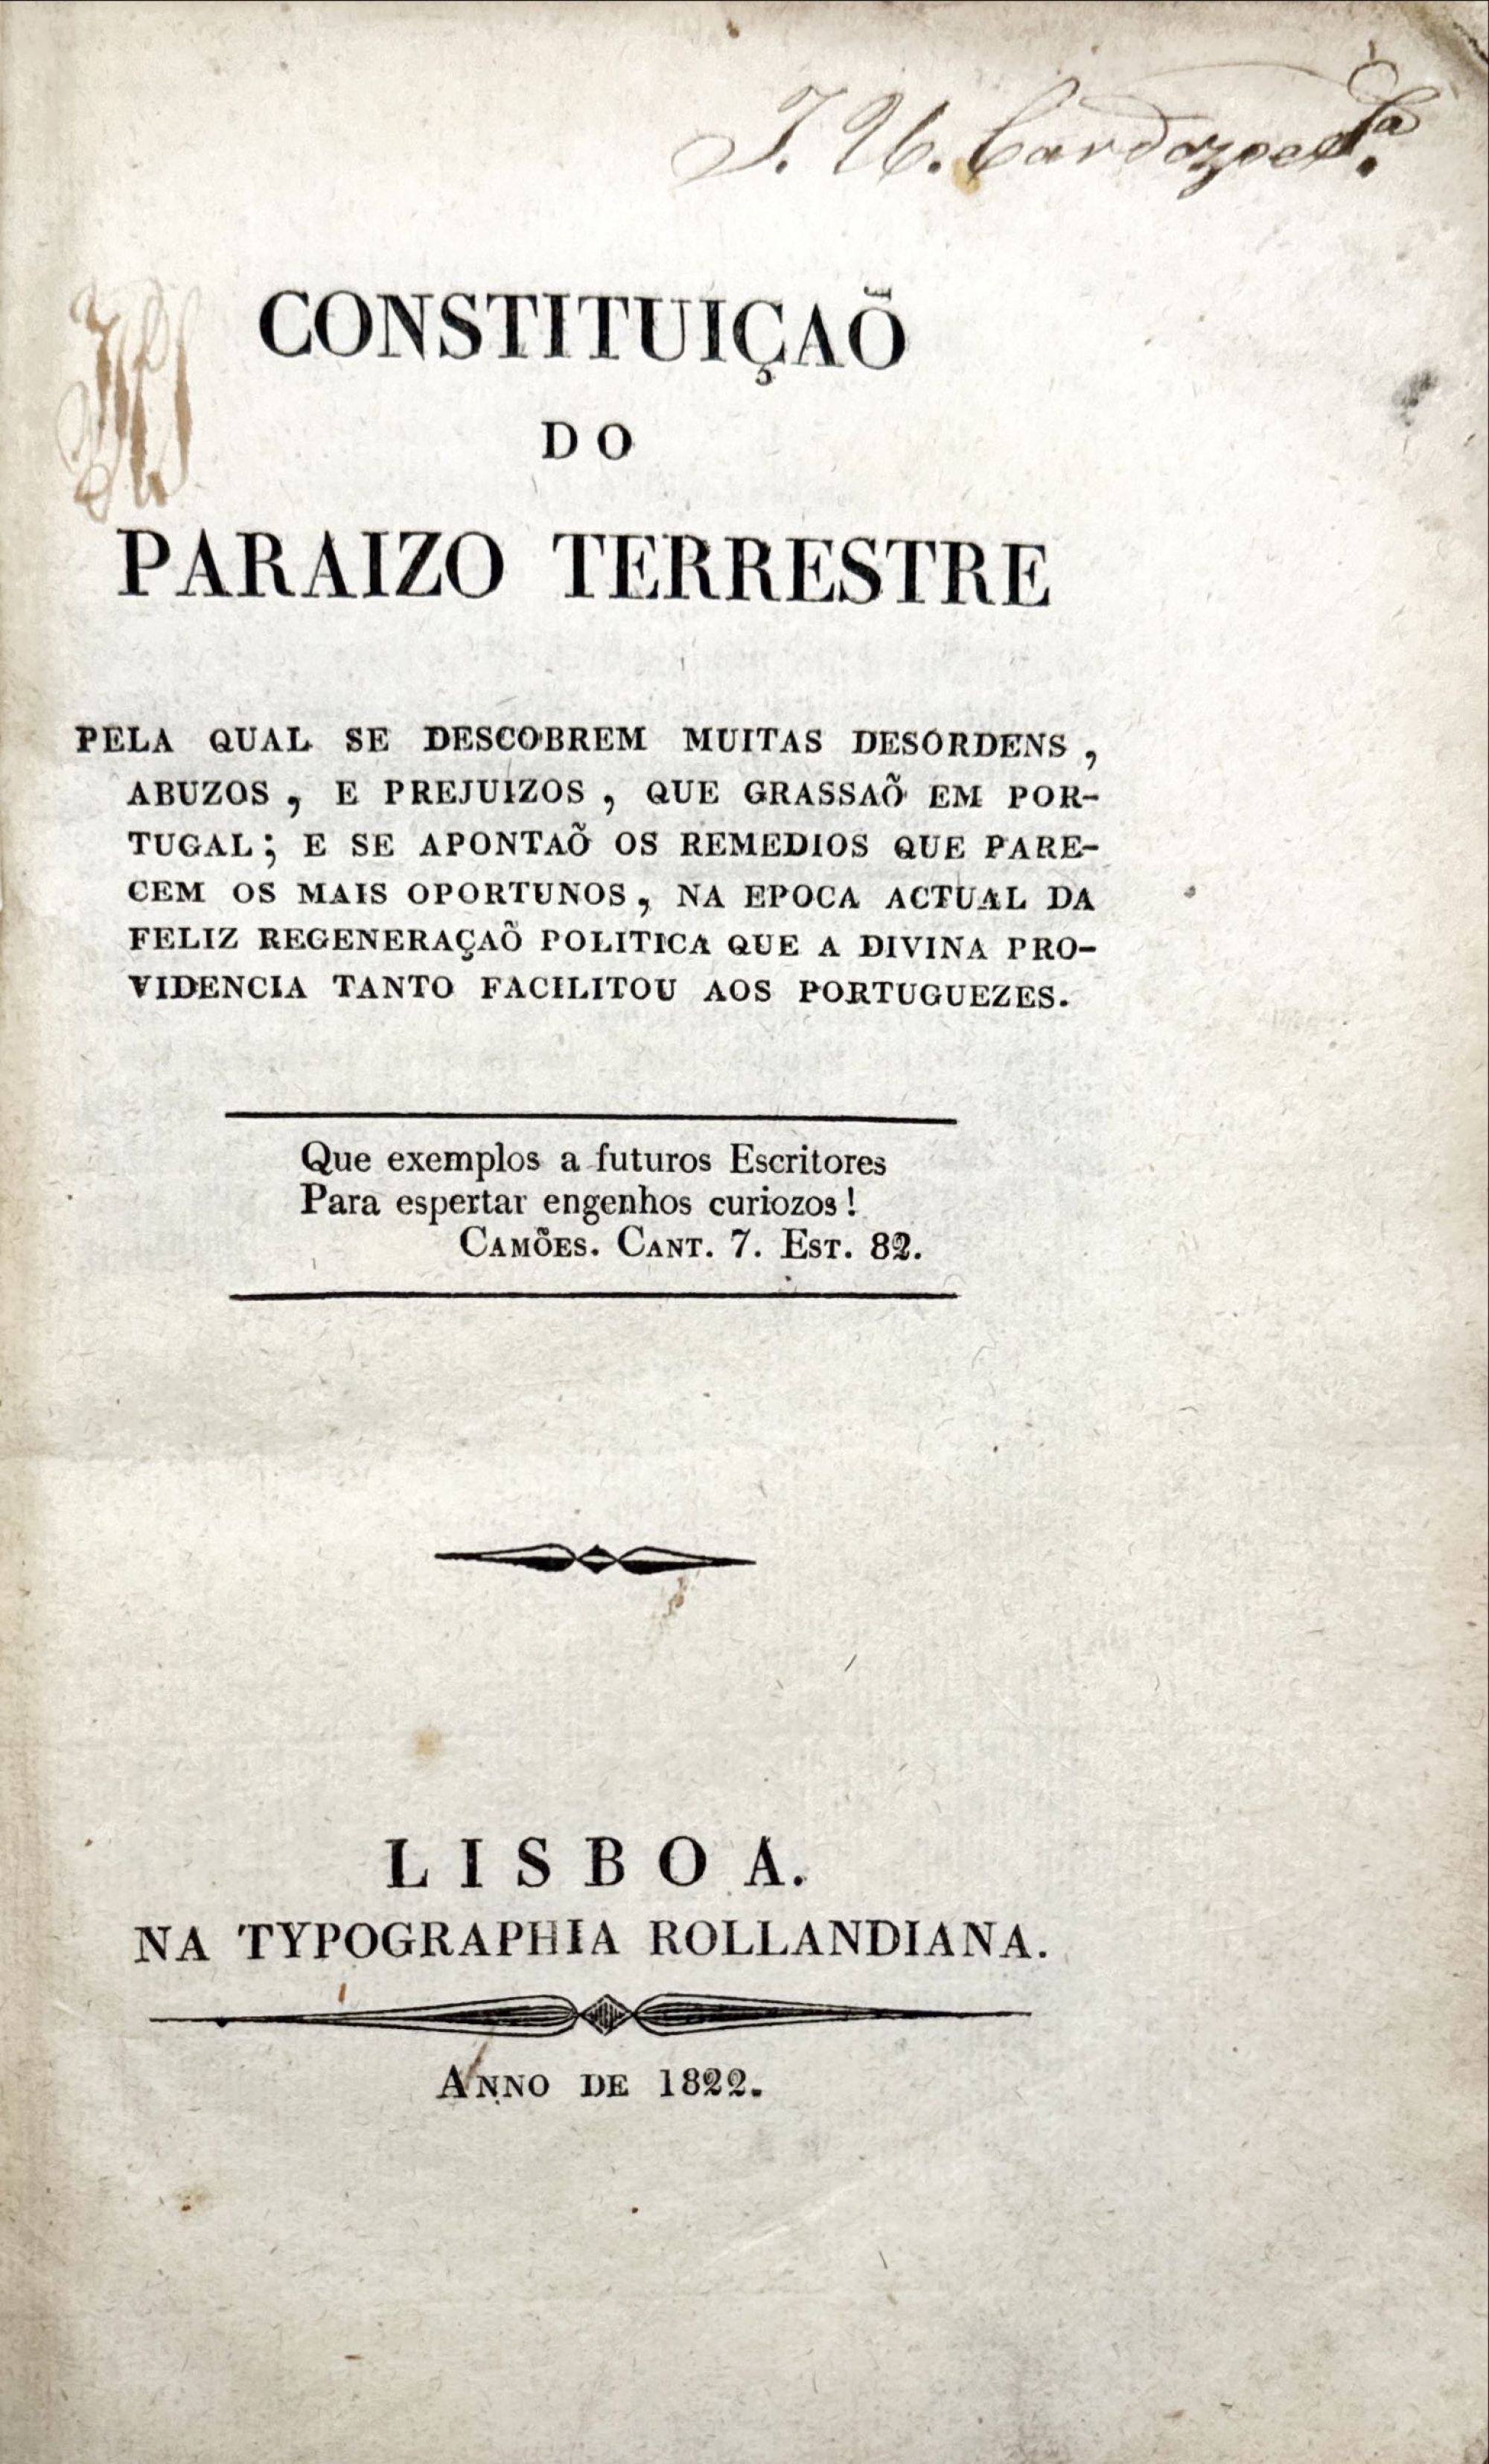 J. U. Cardozo
CONSTITUIÇAÕ
DO
PARAIZO TERRESTRE
PELA QUAL SE DESCOBREM MUITAS DESORDENS,
ABUZOS, E PREJUIZOS, QUE GRASSAÕ EM POR-
TUGAL; E SE APONTAÕ OS REMEDIOS QUE PARE-
CEM OS MAIS OPORTUNOS, NA EPOCA ACTUAL DA
FELIZ REGENERAÇAÕ POLITICA QUE A DIVINA PRO-
VIDENCIA TANTO FACILITOU AOS PORTUGUEZES.
Que exemplos a futuros Escritores
Para espertar engenhos curiozos!
CAMÕES. CANT. 7. EST. 82.
LISBOA.
NA TYPOGRAPHIA ROLLANDIANA.
ANNO DE 1822.